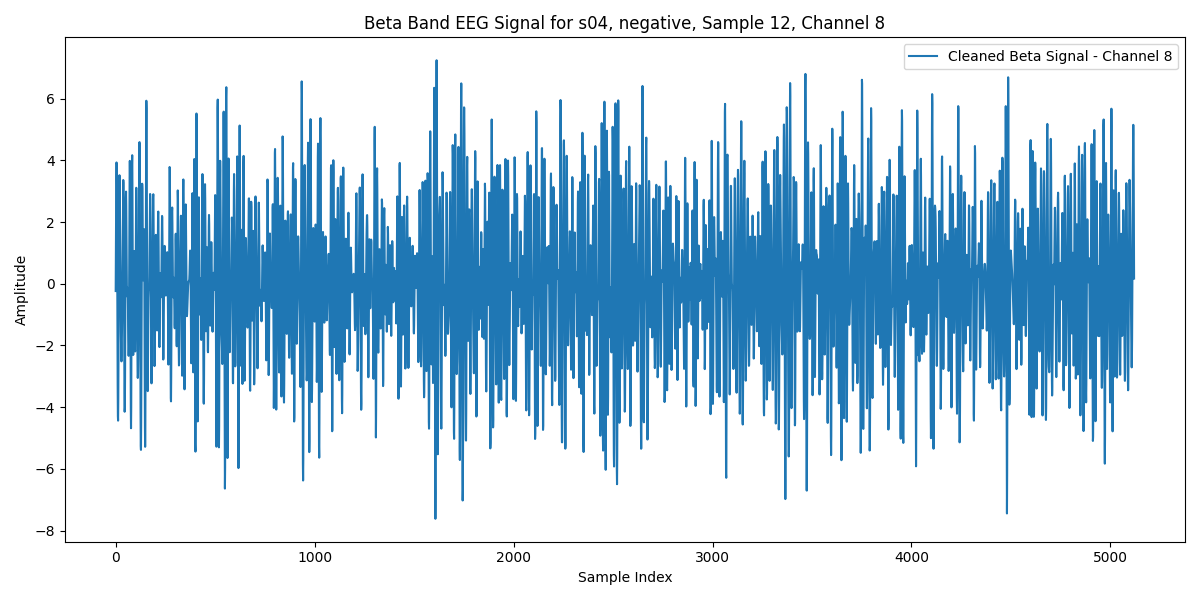 Beta Band EEG Signal for s04, negative, Sample 12, Channel 8
Cleaned Beta Signal - Channel 8
Amplitude
6
4
2
0
−2
−4
−6
−8
0 1000 2000 3000 4000 5000
Sample Index